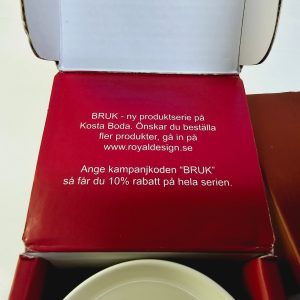 BRUK - ny produktserie på
Kosta Boda. Önskar du beställa
fler produkter, gå in på
www.royaldesign.se
Ange kampanjkoden "BRUK"
så får du 10% rabatt på hela serien.